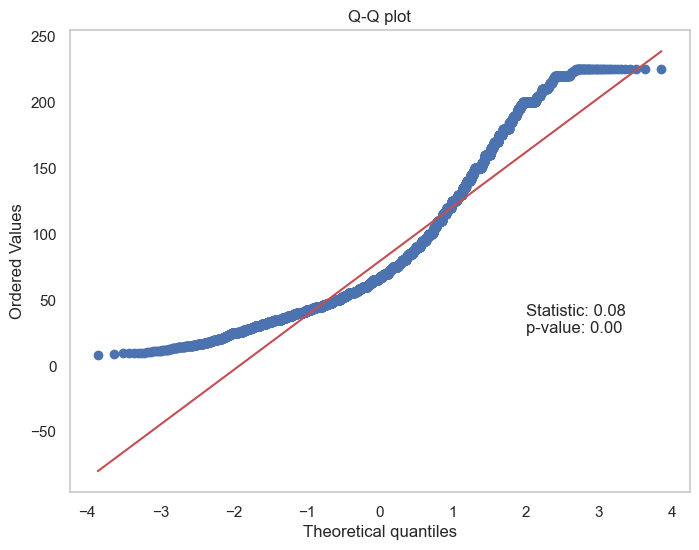 Q-Q plot
250
200
150
100
50
0
−50
Ordered Values
Statistic: 0.08
p-value: 0.00
−4 −3 −2 −1 0 1 2 3 4
Theoretical quantiles